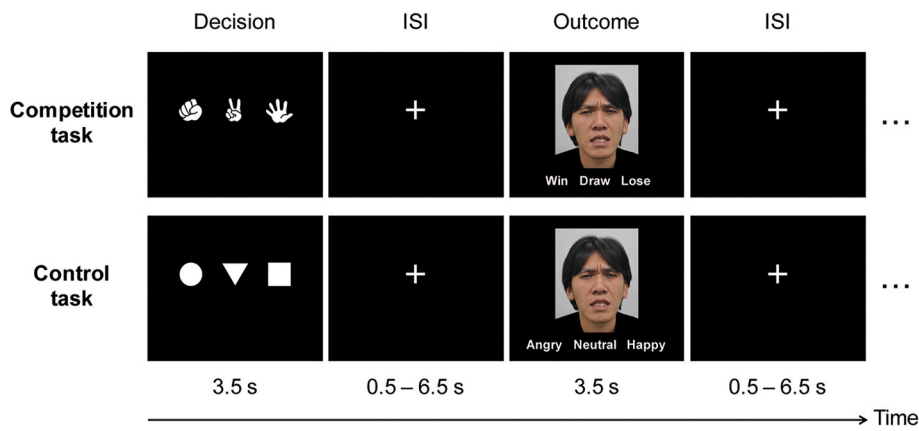 Decision ISI Outcome ISI
Competition
task
Win Draw Lose
...
Control
task
Angry Neutral Happy
...
3.5 s 0.5 – 6.5 s 3.5 s 0.5 – 6.5 s
Time